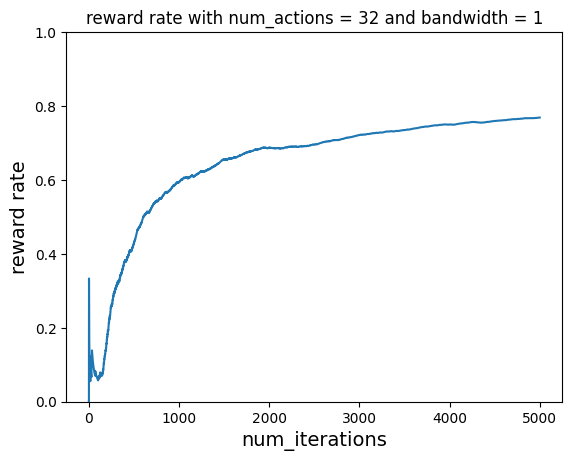 reward rate with num_actions = 32 and bandwidth = 1
1.0
0.8
0.6
0.4
0.2
0.0
reward rate
0 1000 2000 3000 4000 5000
num_iterations